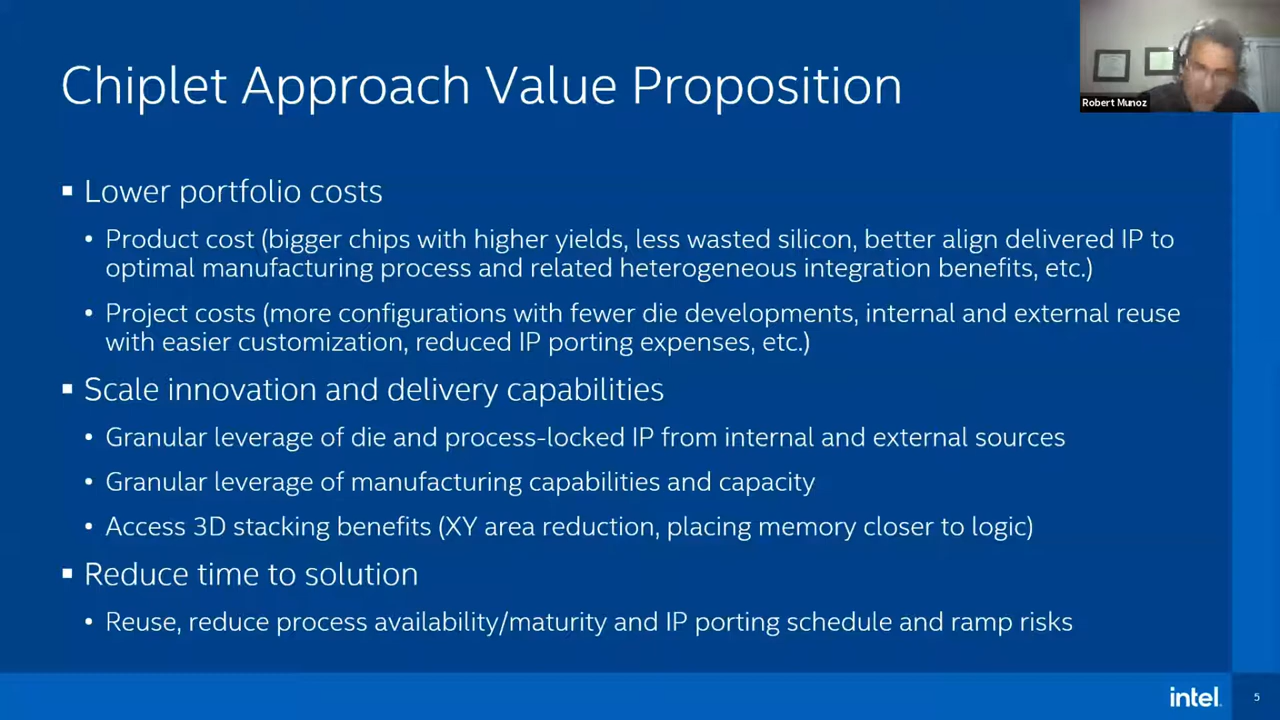 Chiplet Approach Value Proposition
Robert Munoz
▪ Lower portfolio costs
• Product cost (bigger chips with higher yields, less wasted silicon, better align delivered IP to
optimal manufacturing process and related heterogeneous integration benefits, etc.)
• Project costs (more configurations with fewer die developments, internal and external reuse
with easier customization, reduced IP porting expenses, etc.)
▪ Scale innovation and delivery capabilities
• Granular leverage of die and process-locked IP from internal and external sources
• Granular leverage of manufacturing capabilities and capacity
• Access 3D stacking benefits (XY area reduction, placing memory closer to logic)
▪ Reduce time to solution
• Reuse, reduce process availability/maturity and IP porting schedule and ramp risks
intel.
5